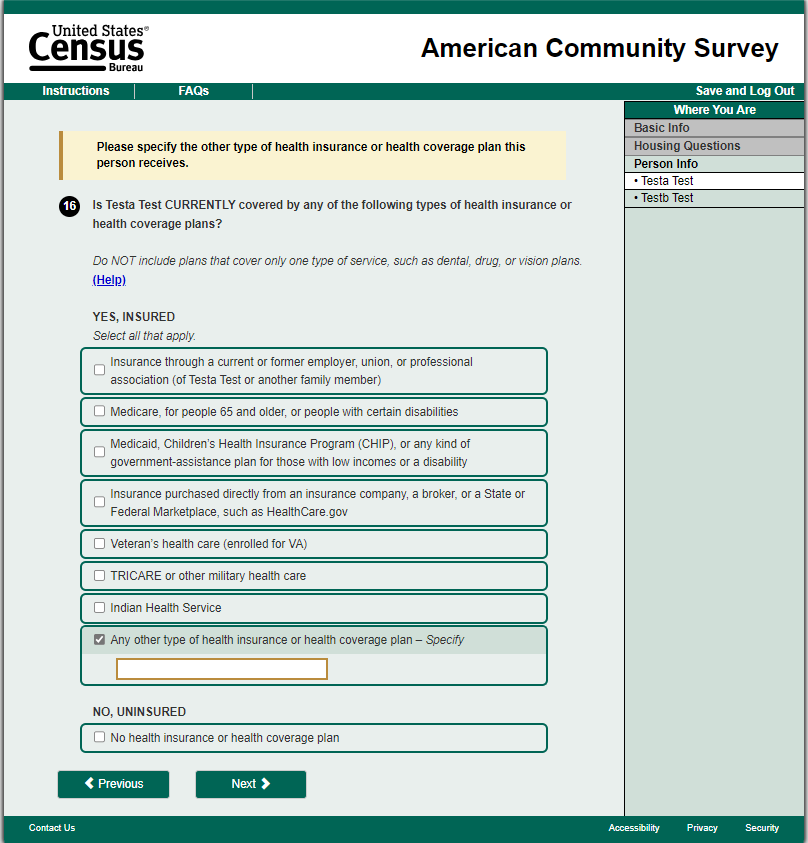 United States®
Census
Bureau
American Community Survey
Instructions
FAQs
Save and Log Out
Where You Are
Basic Info
Housing Questions
Person Info
• Testa Test
• Testb Test
Please specify the other type of health insurance or health coverage plan this
person receives.
16
Is Testa Test CURRENTLY covered by any of the following types of health insurance or
health coverage plans?
Do NOT include plans that cover only one type of service, such as dental, drug, or vision plans.
(Help)
YES, INSURED
Select all that apply.
Insurance through a current or former employer, union, or professional
association (of Testa Test or another family member)
Medicare, for people 65 and older, or people with certain disabilities
Medicaid, Children's Health Insurance Program (CHIP), or any kind of
government-assistance plan for those with low incomes or a disability
Insurance purchased directly from an insurance company, a broker, or a State or
Federal Marketplace, such as HealthCare.gov
Veteran's health care (enrolled for VA)
TRICARE or other military health care
Indian Health Service
Any other type of health insurance or health coverage plan – Specify
NO, UNINSURED
No health insurance or health coverage plan
Previous
Next
Contact Us
Accessibility
Privacy
Security